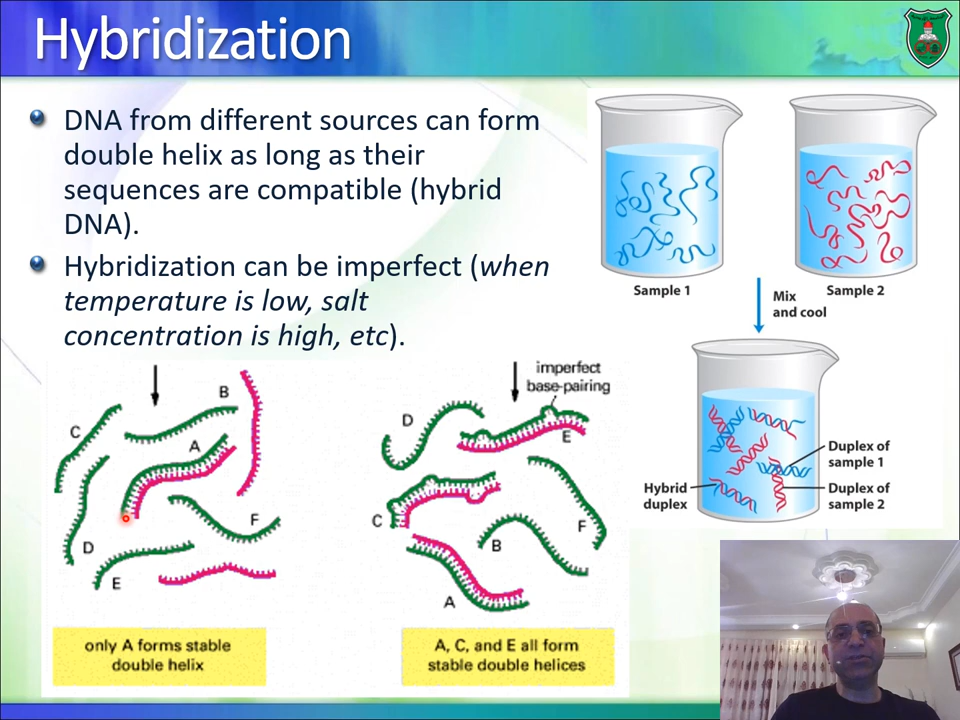 Hybridization
DNA from different sources can form
double helix as long as their
sequences are compatible (hybrid
DNA).
Hybridization can be imperfect (when
temperature is low, salt
concentration is high, etc).
Sample 1
Sample 2
Mix
and cool
Duplex of
sample 1
Hybrid
duplex
Duplex of
sample 2
B
C
A
F
D
E
only A forms stable
double helix
imperfect
base-pairing
D
E
C
F
B
A
A, C, and E all form
stable double helices